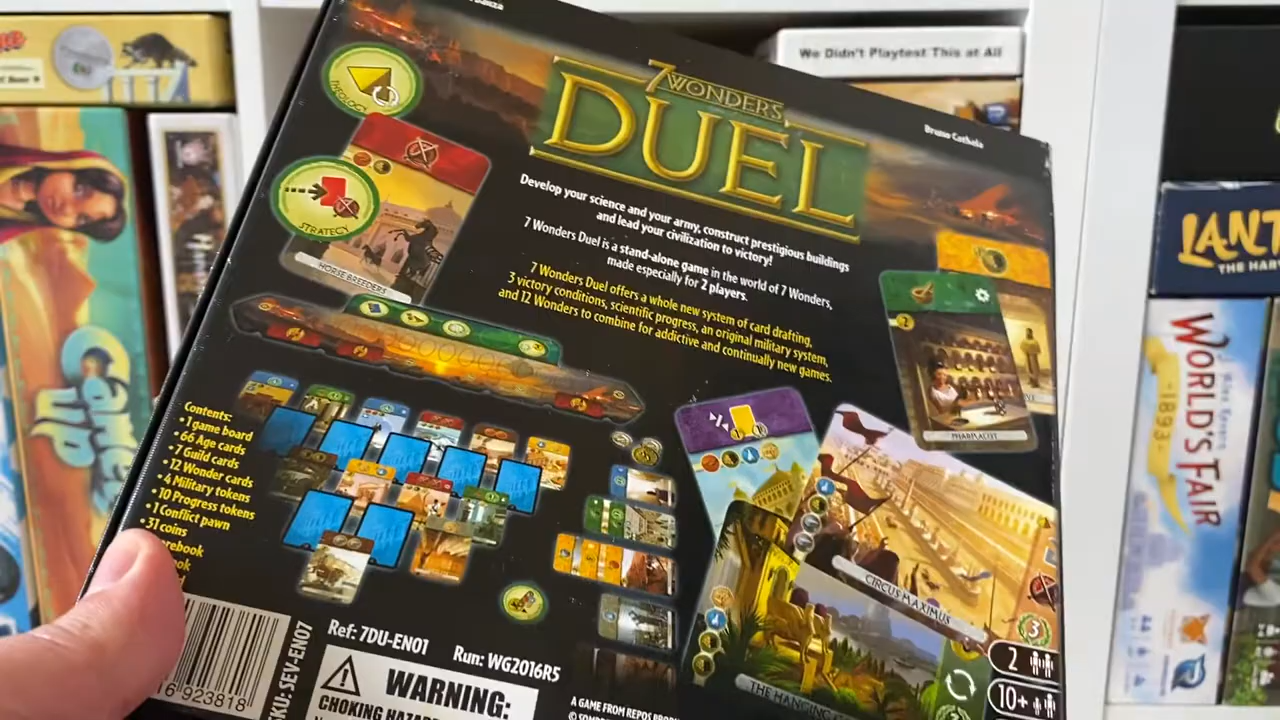 We Didn't Playtest This at All
7 WONDERS
DUEL
Bruno Cathala
Develop your science and your army, construct prestigious buildings
and lead your civilization to victory!
7 Wonders Duel is a stand-alone game in the world of 7 Wonders,
made especially for 2 players.
7 Wonders Duel offers a whole new system of card drafting,
3 victory conditions, scientific progress, an original military system,
and 12 Wonders to combine for addictive and continually new games.
STRATEGY
HORSE BREEDERS
PHARMACIST
CIRCUS MAXIMUS
THE HANGING
3
2
10+
Contents:
• 1 game board
• 66 Age cards
• 7 Guild cards
• 12 Wonder cards
• 4 Military tokens
• 10 Progress tokens
• 1 Conflict pawn
• 31 coins
Ref: 7DU-EN01 Run: WG2016R5
SKU: SEV-EN07
16 923818
WARNING:
CHOKING HAZARD
A GAME FROM REPOS
LANT
THE HAR
WORLD'S FAIR
1893
Camel
Up